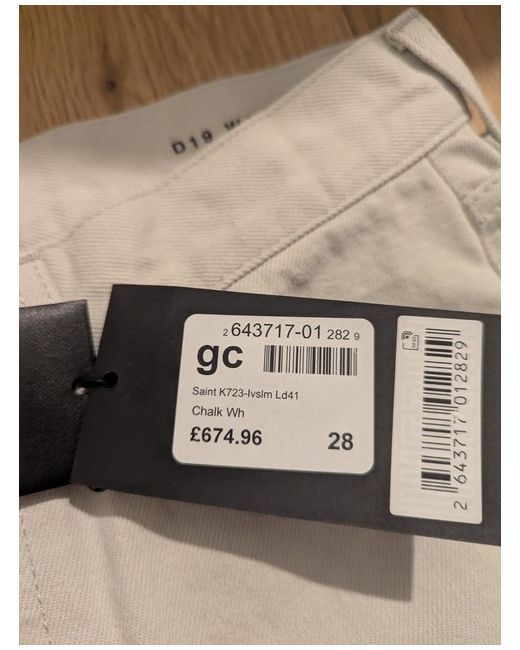 D19 W
2 643717-01 282 9
gc
Saint K723-Ivslm Ld41
Chalk Wh
£674.96 28
2 643717 012829